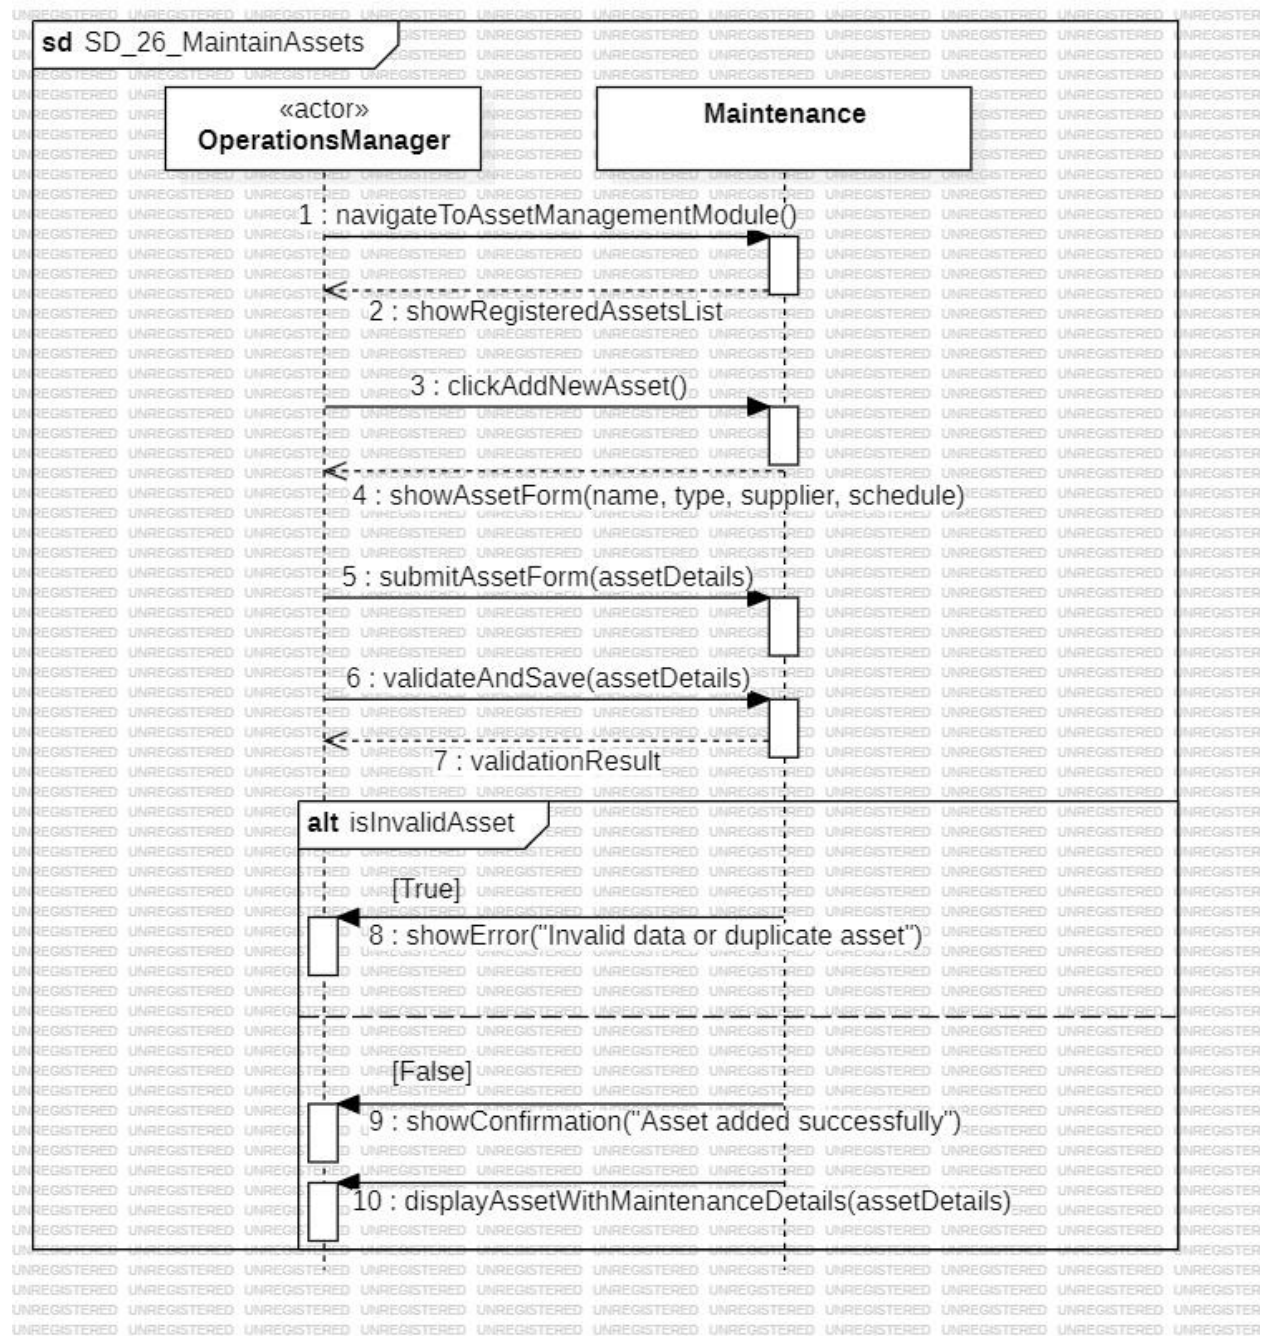 sd SD_26_MaintainAssets
«actor»
OperationsManager
Maintenance
1 : navigateToAssetManagementModule()
2 : showRegisteredAssetsList
3 : clickAddNewAsset()
4 : showAssetForm(name, type, supplier, schedule)
5 : submitAssetForm(assetDetails)
6 : validateAndSave(assetDetails)
7 : validationResult
alt isInvalidAsset
[True]
8 : showError("Invalid data or duplicate asset")
[False]
9 : showConfirmation("Asset added successfully")
10 : displayAssetWithMaintenanceDetails(assetDetails)
UNREGISTERED